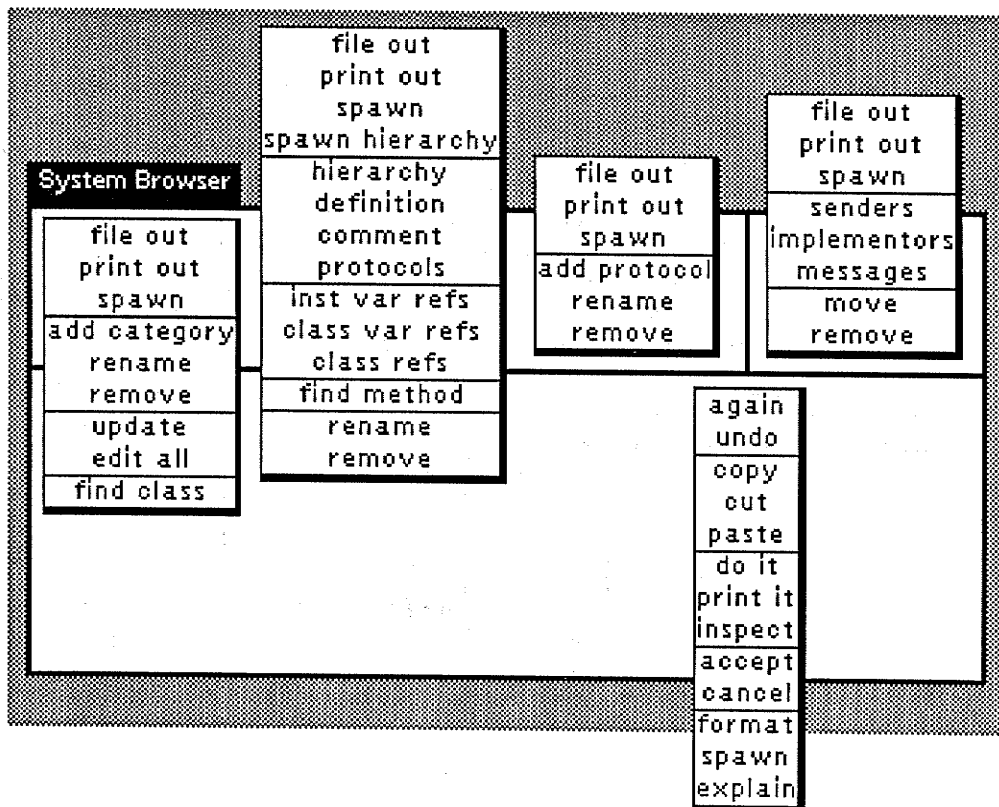 System Browser
file out
print out
spawn
add category
rename
remove
update
edit all
find class
file out
print out
spawn
spawn hierarchy
hierarchy
definition
comment
protocols
inst var refs
class var refs
class refs
find method
rename
remove
file out
print out
spawn
add protocol
rename
remove
file out
print out
spawn
senders
implementors
messages
move
remove
again
undo
copy
cut
paste
do it
print it
inspect
accept
cancel
format
spawn
explain